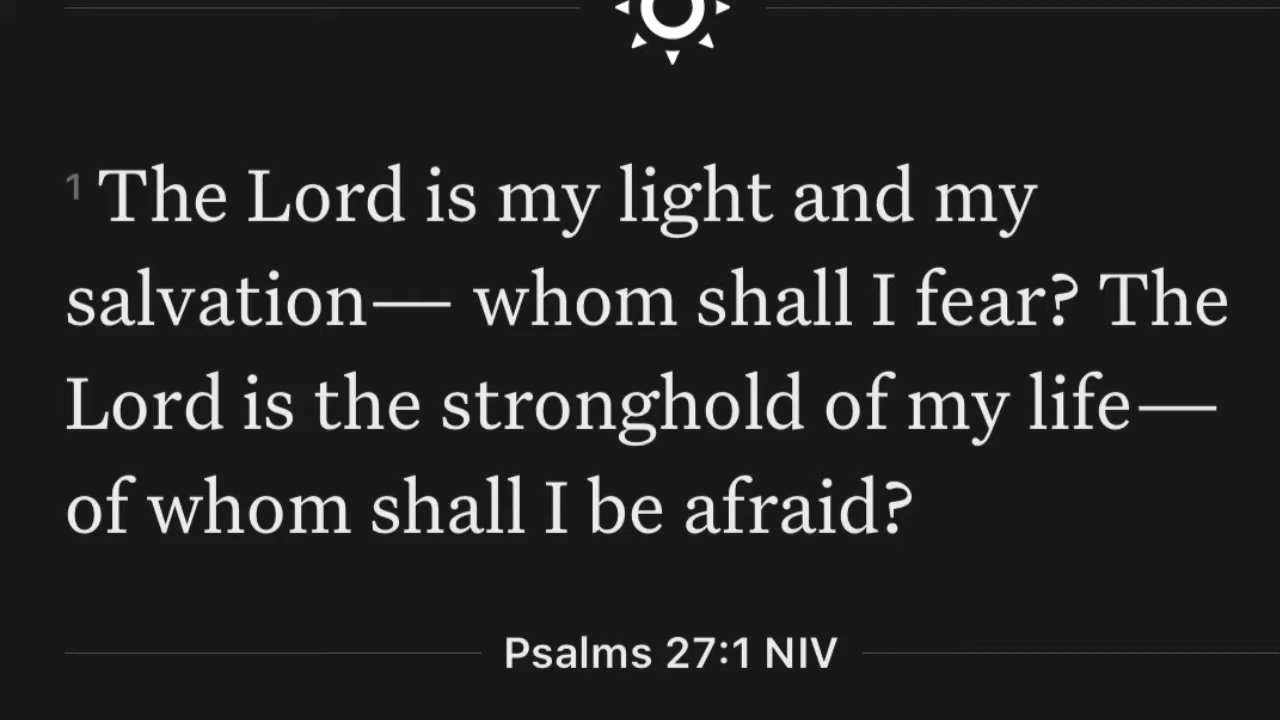 1 The Lord is my light and my
salvation— whom shall I fear? The
Lord is the stronghold of my life—
of whom shall I be afraid?
Psalms 27:1 NIV